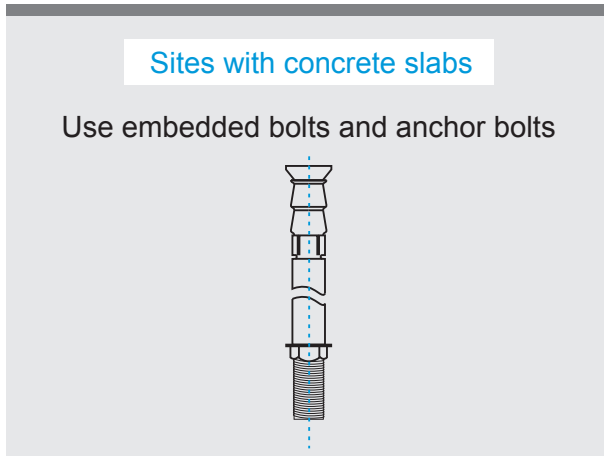 Sites with concrete slabs
Use embedded bolts and anchor bolts